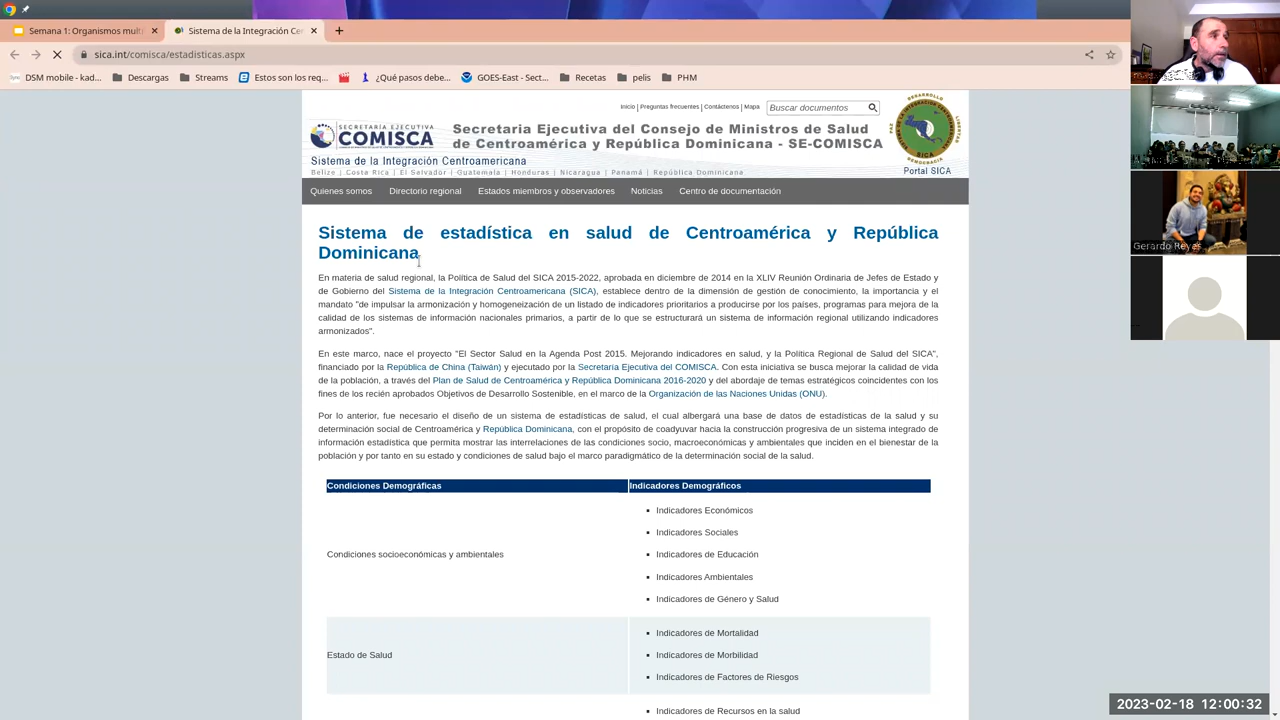 Semana 1: Organismos mult
Sistema de la Integración Cen
sica.int/comisca/estadisticas.aspx
DSM mobile - kad... Descargas Streams Estos son los req... ¿Qué pasos debe... GOES-East - Sect... Recetas pelis PHM
Inicio | Preguntas frecuentes | Contáctenos | Mapa
Buscar documentos
SECRETARÍA EJECUTIVA
COMISCA
Secretaria Ejecutiva del Consejo de Ministros de Salud
de Centroamérica y República Dominicana - SE-COMISCA
Sistema de la Integración Centroamericana
Belize | Costa Rica | El Salvador | Guatemala | Honduras | Nicaragua | Panamá | República Dominicana
SICA
Portal SICA
Quienes somos Directorio regional Estados miembros y observadores Noticias Centro de documentación
Sistema de estadística en salud de Centroamérica y República
Dominicana
En materia de salud regional, la Política de Salud del SICA 2015-2022, aprobada en diciembre de 2014 en la XLIV Reunión Ordinaria de Jefes de Estado y
de Gobierno del Sistema de la Integración Centroamericana (SICA), establece dentro de la dimensión de gestión de conocimiento, la importancia y el
mandato "de impulsar la armonización y homogeneización de un listado de indicadores prioritarios a producirse por los países, programas para mejora de la
calidad de los sistemas de información nacionales primarios, a partir de lo que se estructurará un sistema de información regional utilizando indicadores
armonizados".
En este marco, nace el proyecto "El Sector Salud en la Agenda Post 2015. Mejorando indicadores en salud, y la Política Regional de Salud del SICA",
financiado por la República de China (Taiwán) y ejecutado por la Secretaría Ejecutiva del COMISCA. Con esta iniciativa se busca mejorar la calidad de vida
de la población, a través del Plan de Salud de Centroamérica y República Dominicana 2016-2020 y del abordaje de temas estratégicos coincidentes con los
fines de los recién aprobados Objetivos de Desarrollo Sostenible, en el marco de la Organización de las Naciones Unidas (ONU).
Por lo anterior, fue necesario el diseño de un sistema de estadísticas de salud, el cual albergará una base de datos de estadísticas de la salud y su
determinación social de Centroamérica y República Dominicana, con el propósito de coadyuvar hacia la construcción progresiva de un sistema integrado de
información estadística que permita mostrar las interrelaciones de las condiciones socio, macroeconómicas y ambientales que inciden en el bienestar de la
población y por tanto en su estado y condiciones de salud bajo el marco paradigmático de la determinación social de la salud.
Condiciones Demográficas Indicadores Demográficos
Indicadores Económicos
Indicadores Sociales
Condiciones socioeconómicas y ambientales
Indicadores de Educación
Indicadores Ambientales
Indicadores de Género y Salud
Indicadores de Mortalidad
Estado de Salud
Indicadores de Morbilidad
Indicadores de Factores de Riesgos
Indicadores de Recursos en la salud
Gerardo Reyes
2023-02-18 12:00:32